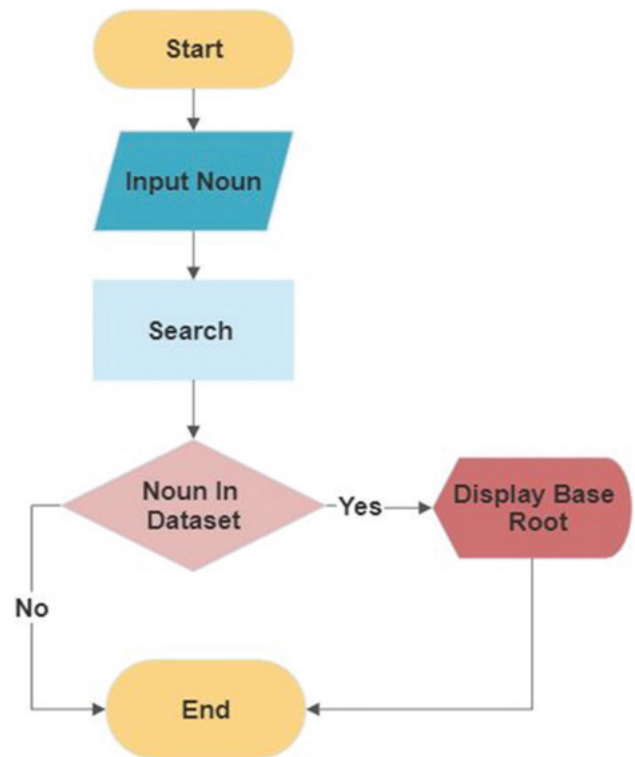 Start
Input Noun
Search
Noun In
Dataset
Yes
Display Base
Root
No
End